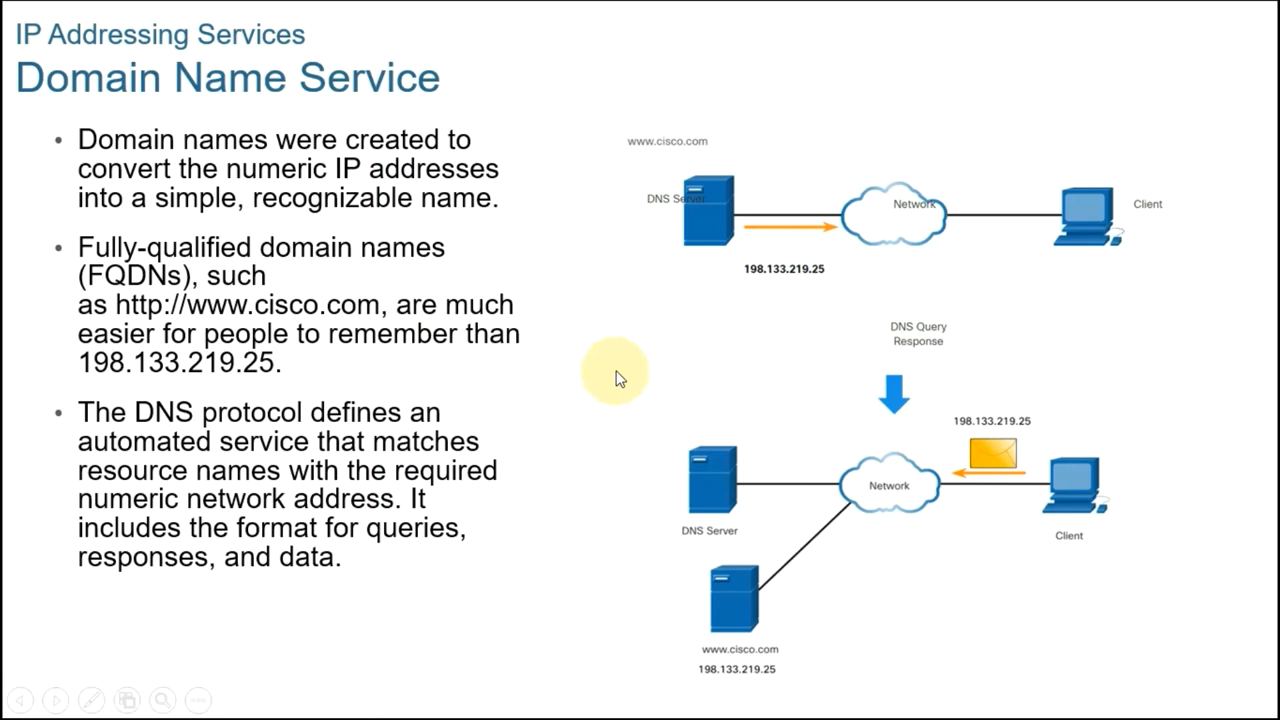 IP Addressing Services
Domain Name Service
• Domain names were created to
convert the numeric IP addresses
into a simple, recognizable name.
• Fully-qualified domain names
(FQDNs), such
as http://www.cisco.com, are much
easier for people to remember than
198.133.219.25.
• The DNS protocol defines an
automated service that matches
resource names with the required
numeric network address. It
includes the format for queries,
responses, and data.
www.cisco.com
DNS Server
Network
Client
198.133.219.25
DNS Query
Response
198.133.219.25
Network
DNS Server
Client
www.cisco.com
198.133.219.25